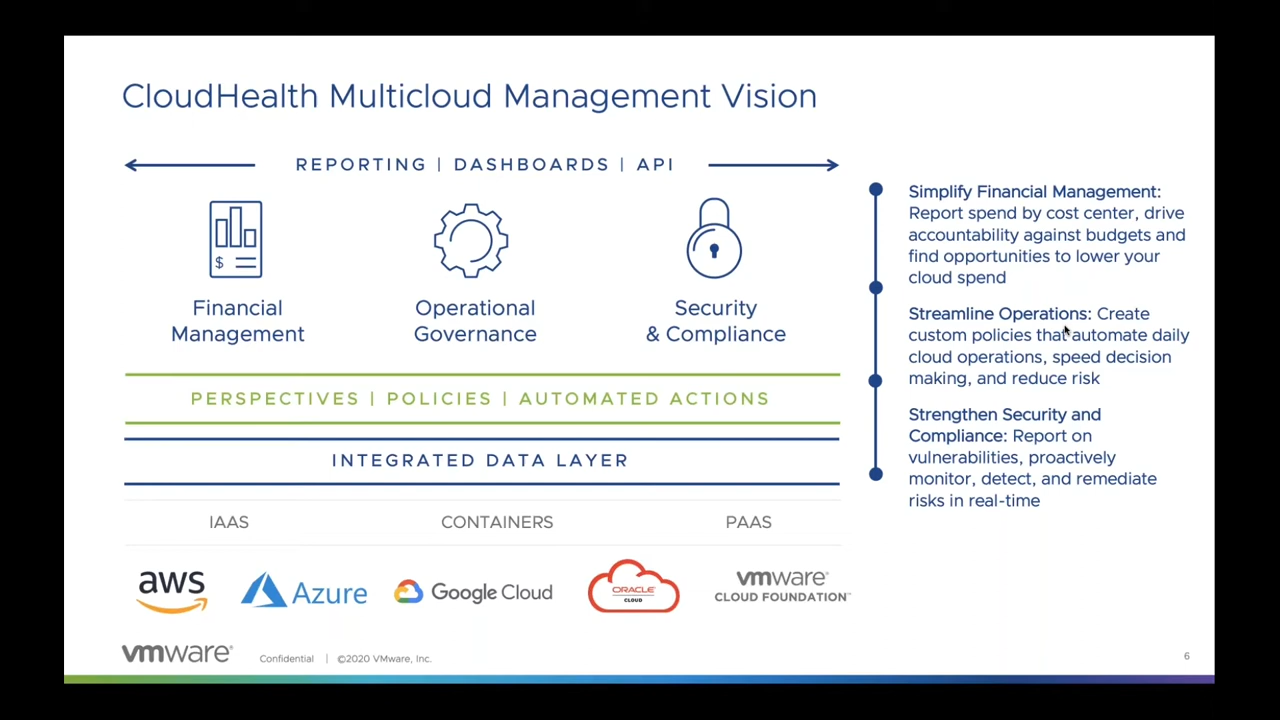 CloudHealth Multicloud Management Vision
REPORTING | DASHBOARDS | API
$
Financial
Management
Operational
Governance
Security
& Compliance
PERSPECTIVES | POLICIES | AUTOMATED ACTIONS
INTEGRATED DATA LAYER
IAAS
CONTAINERS
PAAS
aws
Azure
Google Cloud
ORACLE
CLOUD
vmware®
CLOUD FOUNDATION™
Simplify Financial Management:
Report spend by cost center, drive
accountability against budgets and
find opportunities to lower your
cloud spend
Streamline Operations: Create
custom policies that automate daily
cloud operations, speed decision
making, and reduce risk
Strengthen Security and
Compliance: Report on
vulnerabilities, proactively
monitor, detect, and remediate
risks in real-time
vmware®
Confidential | ©2020 VMware, Inc.
6